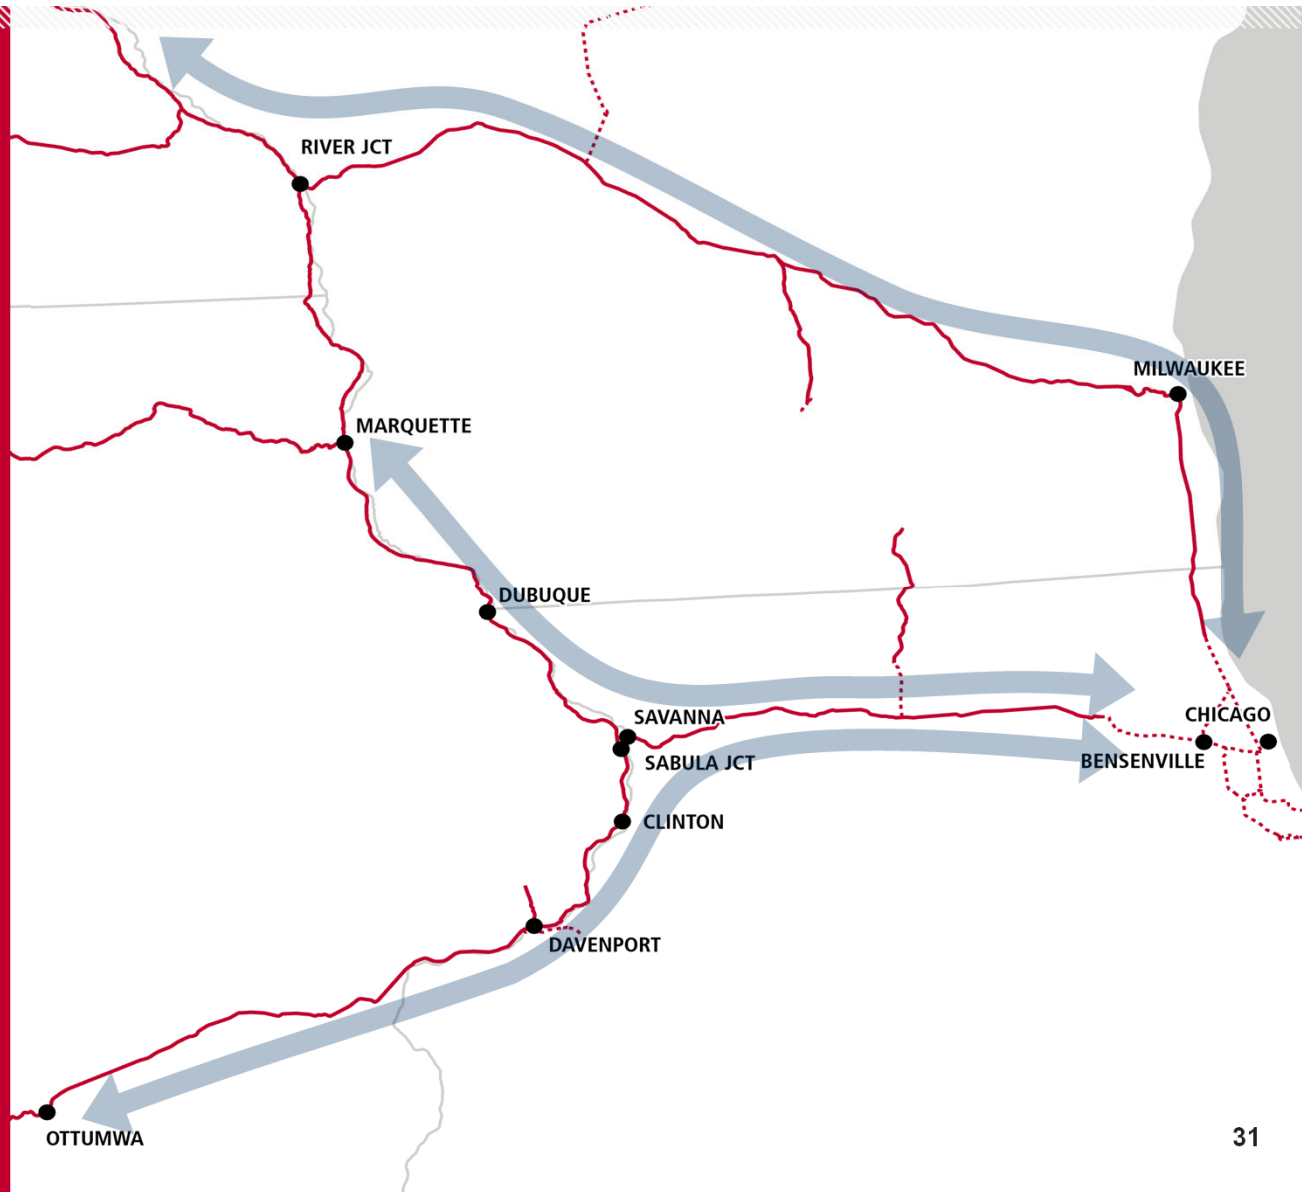 RIVER JCT
MILWAUKEE
MARQUETTE
DUBUQUE
SAVANNA
CHICAGO
SABULA JCT
BENSENVILLE
CLINTON
DAVENPORT
OTTUMWA
31